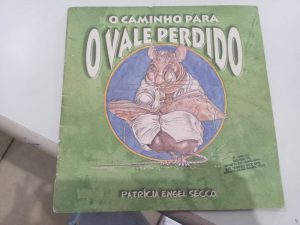 O CAMINHO PARA
O VALE PERDIDO
PATRÍCIA ENGEL SECCO